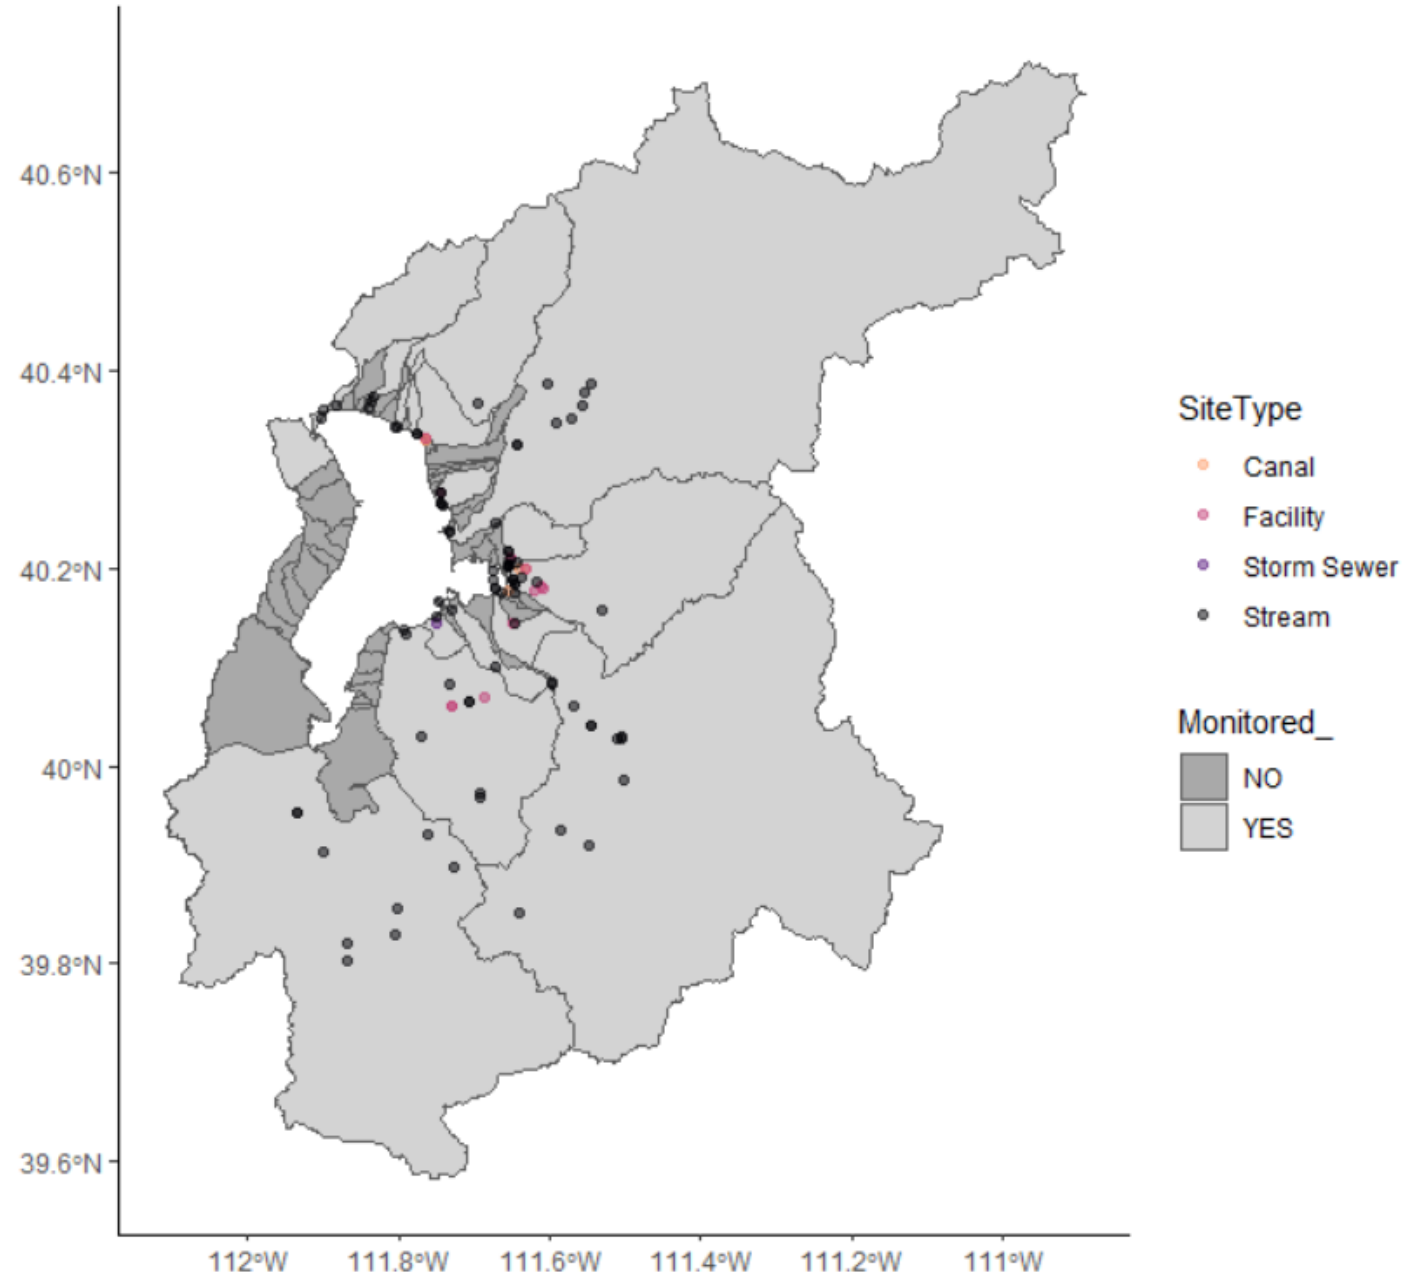 40.6°N
40.4°N
40.2°N
40°N
39.8°N
39.6°N
112°W 111.8°W 111.6°W 111.4°W 111.2°W 111°W
SiteType
Canal
Facility
Storm Sewer
Stream
Monitored_
NO
YES